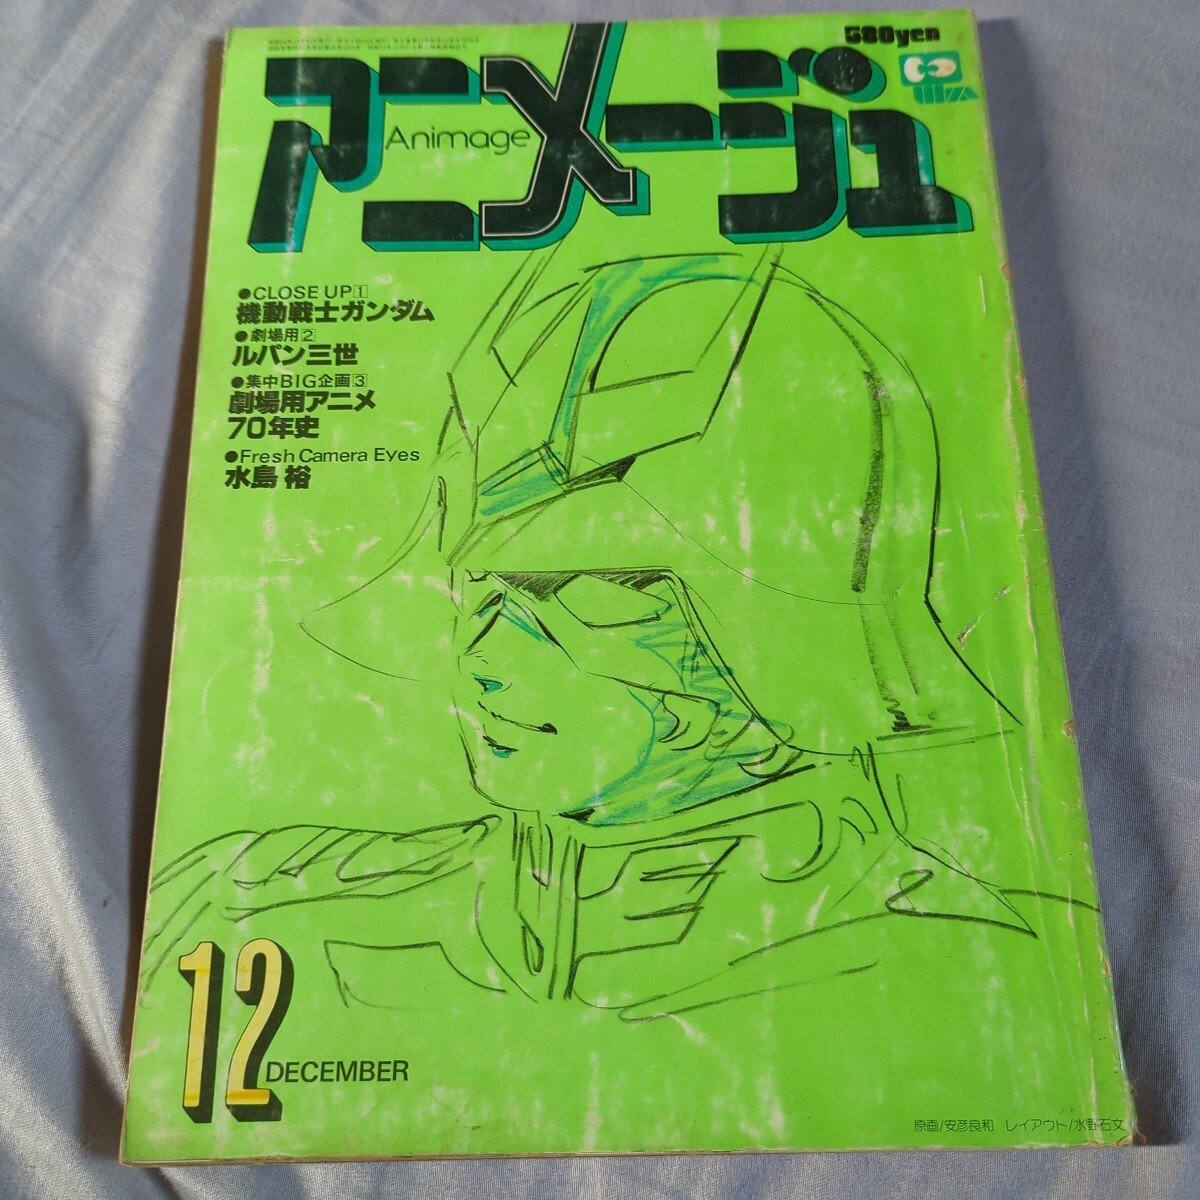 580yen
アニメージュ
Animage
●CLOSE UP1
機動戦士ガンダム
●劇場用2
ルパン三世
●集中BIG企画3
劇場用アニメ
70年史
●Fresh Camera Eyes
水島 裕
12
DECEMBER
原画/安彦良和 レイアウト/水野石文